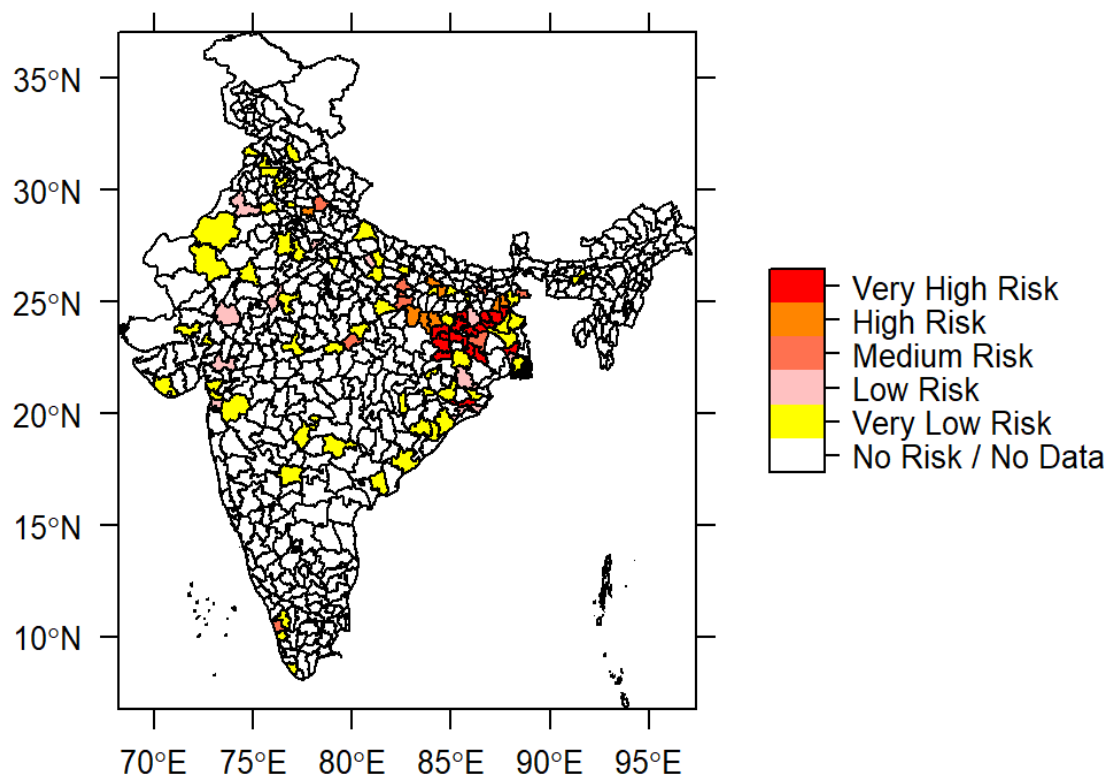 35°N
30°N
25°N
20°N
15°N
10°N
70°E 75°E 80°E 85°E 90°E 95°E
Very High Risk
High Risk
Medium Risk
Low Risk
Very Low Risk
No Risk / No Data